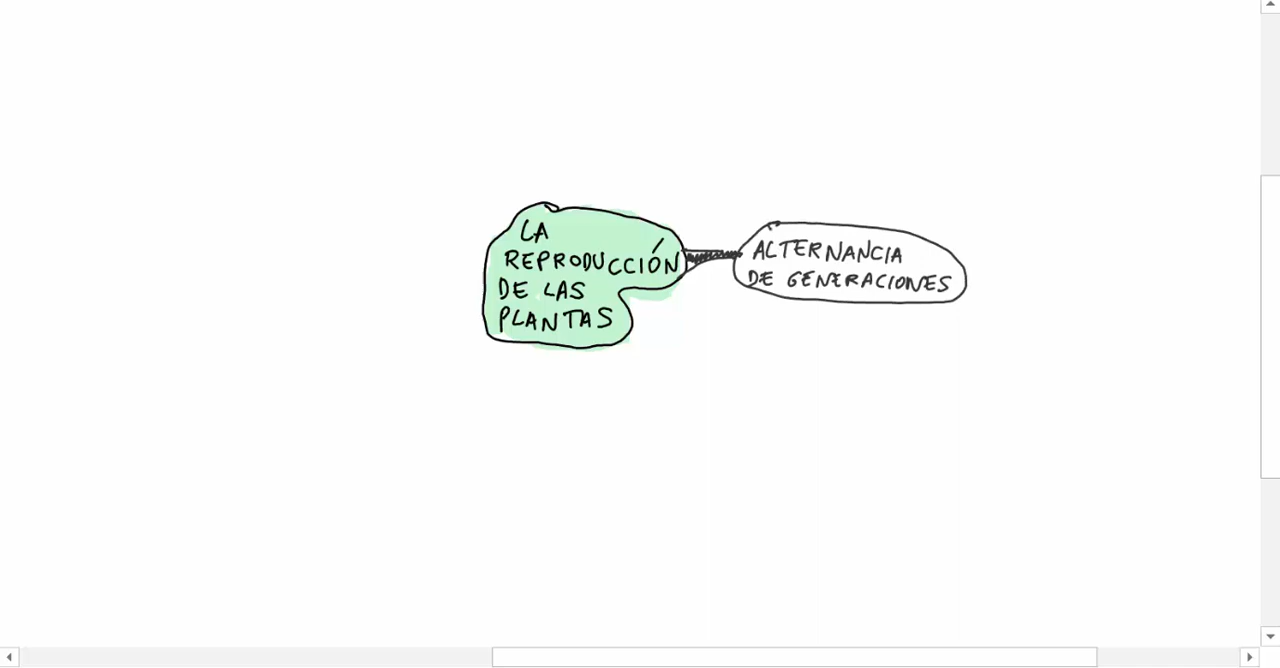 LA
REPRODUCCIÓN
DE LAS
PLANTAS
ALTERNANCIA
DE GENERACIONES